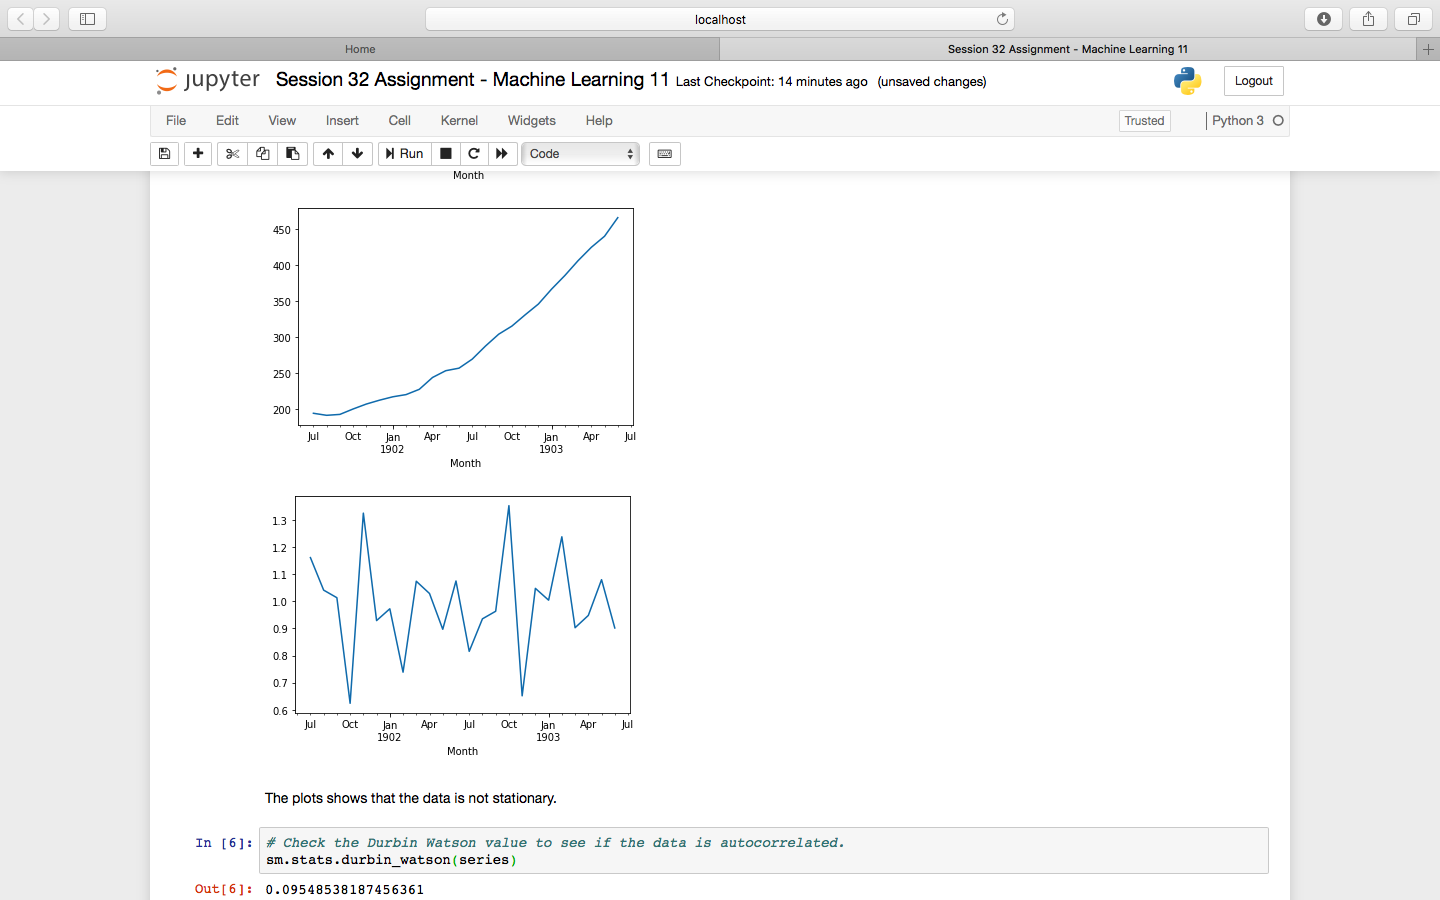 localhost
Home
Session 32 Assignment - Machine Learning 11
jupyter Session 32 Assignment - Machine Learning 11 Last Checkpoint: 14 minutes ago (unsaved changes)
Logout
File Edit View Insert Cell Kernel Widgets Help
Trusted Python 3
Run Code
Month
450
400
350
300
250
200
Jul Oct Jan Apr Jul Oct Jan Apr Jul
1902 1903
Month
1.3
1.2
1.1
1.0
0.9
0.8
0.7
0.6
Jul Oct Jan Apr Jul Oct Jan Apr Jul
1902 1903
Month
The plots shows that the data is not stationary.
In [6]: # Check the Durbin Watson value to see if the data is autocorrelated.
sm.stats.durbin_watson(series)
Out[6]: 0.09548538187456361